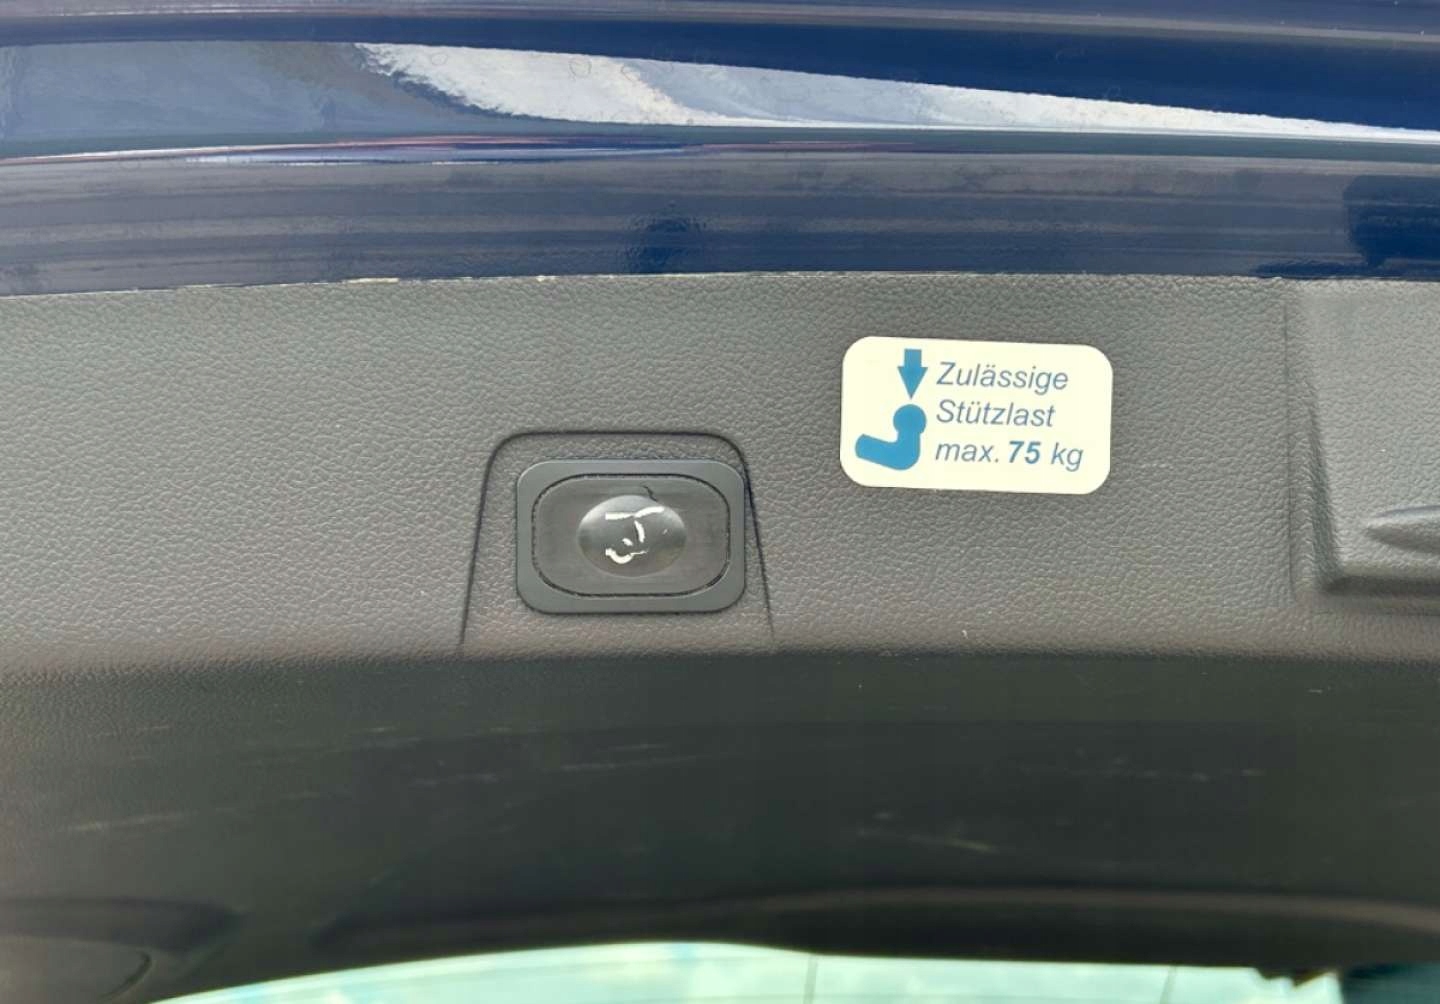 Zulässige
Stützlast
max. 75 kg